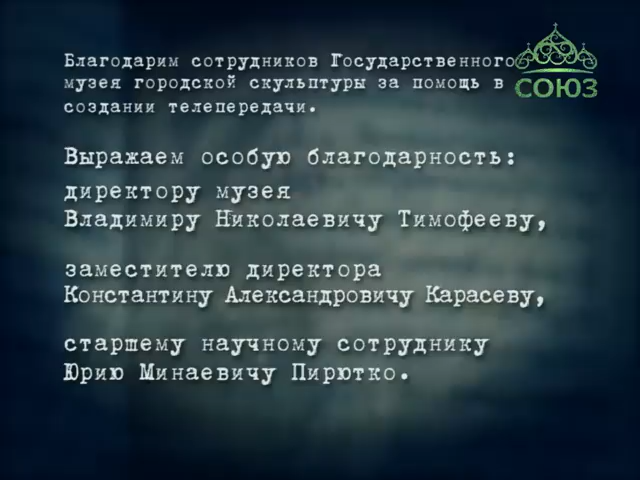 Благодарим сотрудников Государственного
музея городской скульптуры за помощь в
создании телепередачи.
СОЮЗ
Выражаем особую благодарность:
директору музея
Владимиру Николаевичу Тимофееву,
заместителю директора
Константину Александровичу Карасеву,
старшему научному сотруднику
Юрию Минаевичу Пирютко.